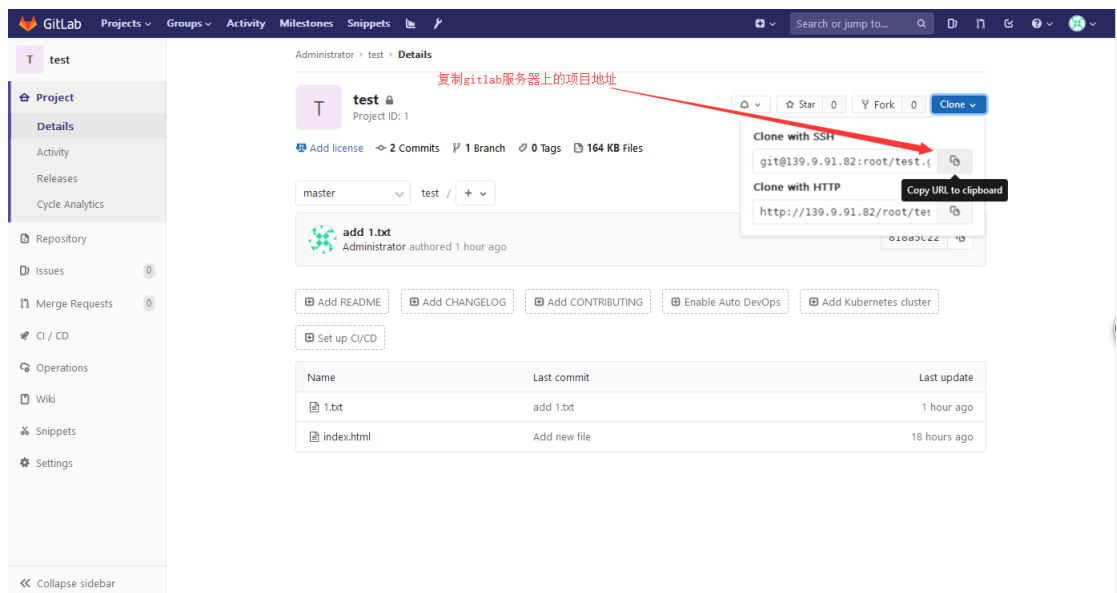 GitLab Projects Groups Activity Milestones Snippets Search or jump to...
T test
Administrator > test > Details
复制gitlab服务器上的项目地址
Project
T test
Project ID: 1
Star 0 Fork 0 Clone
Details
Clone with SSH
Add license 2 Commits 1 Branch 0 Tags 164 KB Files
Activity
git@139.9.91.82:root/test.g
Releases
Clone with HTTP
Copy URL to clipboard
master test / +
Cycle Analytics
http://139.9.91.82/root/tes
add 1.txt
Administrator authored 1 hour ago
818a5c22
Repository
Issues 0
Add README Add CHANGELOG Add CONTRIBUTING Enable Auto DevOps Add Kubernetes cluster
Merge Requests 0
CI / CD
Set up CI/CD
Operations
Name Last commit Last update
Wiki
1.txt add 1.txt 1 hour ago
Snippets
index.html Add new file 18 hours ago
Settings
Collapse sidebar